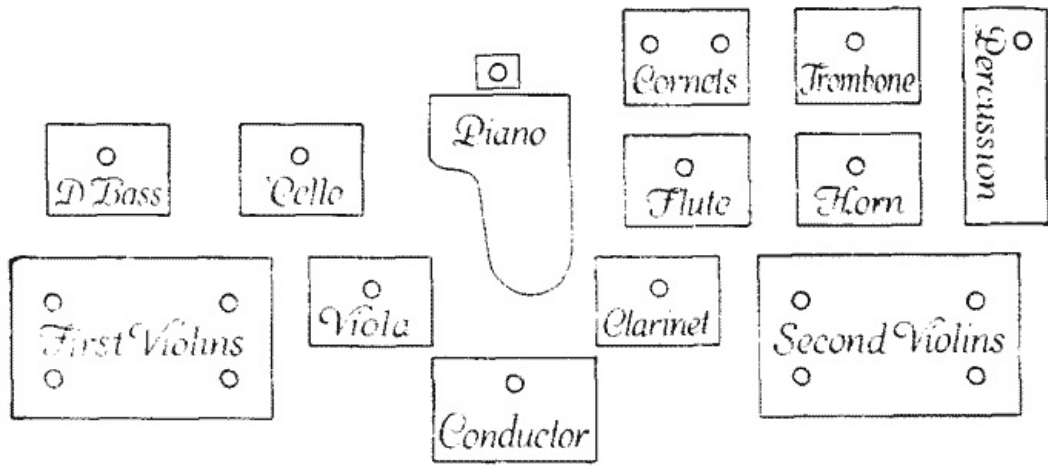 Cornets
Trombone
Percussion
Piano
D Bass
'Cello
Flute
Horn
First Violins
Viola
Clarinet
Second Violins
Conductor